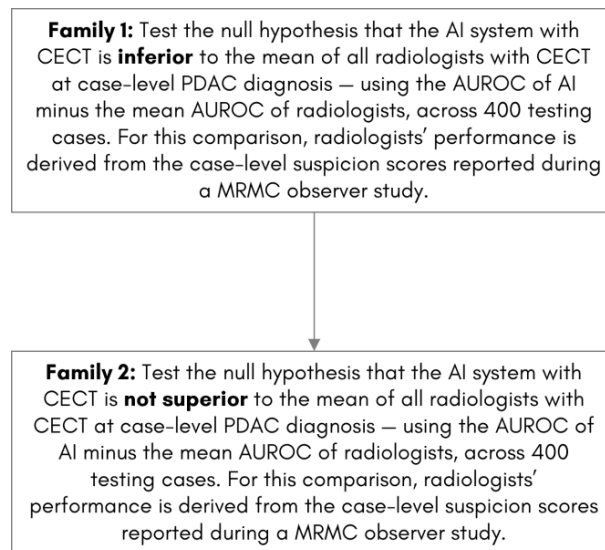 Family 1: Test the null hypothesis that the AI system with
CECT is inferior to the mean of all radiologists with CECT
at case-level PDAC diagnosis — using the AUROC of AI
minus the mean AUROC of radiologists, across 400 testing
cases. For this comparison, radiologists’ performance is
derived from the case-level suspicion scores reported during
a MRMC observer study.
Family 2: Test the null hypothesis that the AI system with
CECT is not superior to the mean of all radiologists with
CECT at case-level PDAC diagnosis — using the AUROC of
AI minus the mean AUROC of radiologists, across 400
testing cases. For this comparison, radiologists’
performance is derived from the case-level suspicion scores
reported during a MRMC observer study.